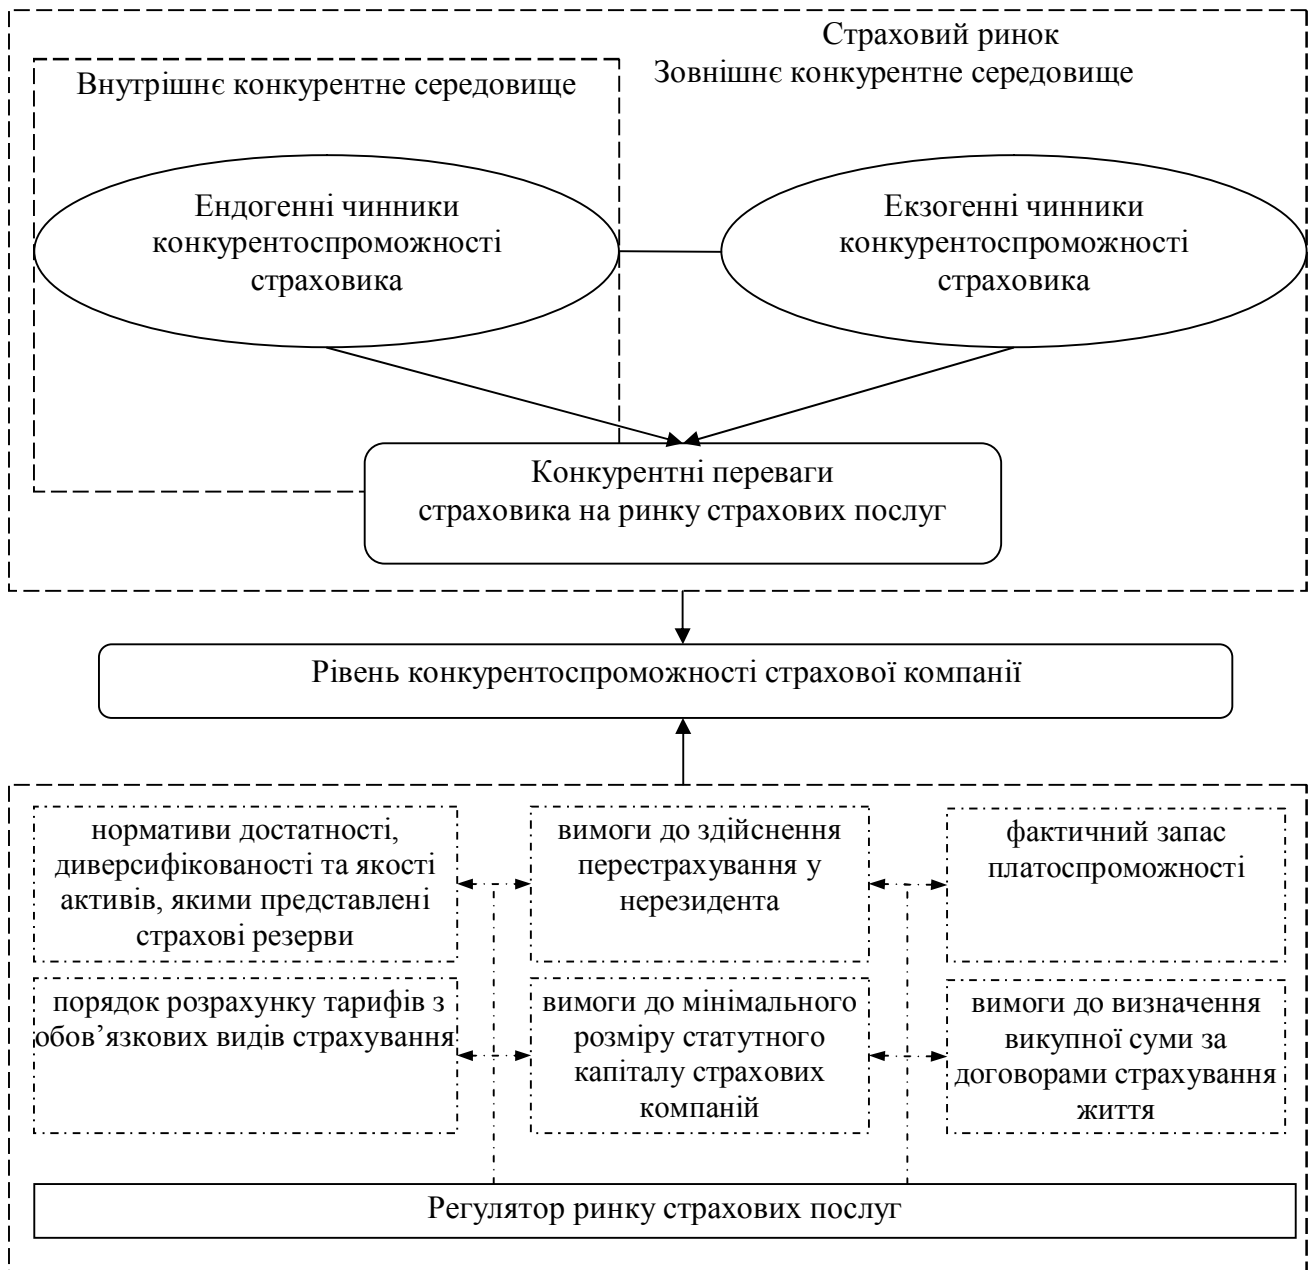 Страховий ринок
Зовнішнє конкурентне середовище
Внутрішнє конкурентне середовище
Ендогенні чинники
конкурентоспроможності
страховика
Екзогенні чинники
конкурентоспроможності
страховика
Конкурентні переваги
страховика на ринку страхових послуг
Рівень конкурентоспроможності страхової компанії
нормативи достатності,
диверсифікованості та якості
активів, якими представлені
страхові резерви
вимоги до здійснення
перестрахування у
нерезидента
фактичний запас
платоспроможності
порядок розрахунку тарифів з
обов’язкових видів страхування
вимоги до мінімального
розміру статутного
капіталу страхових
компаній
вимоги до визначення
викупної суми за
договорами страхування
життя
Регулятор ринку страхових послуг